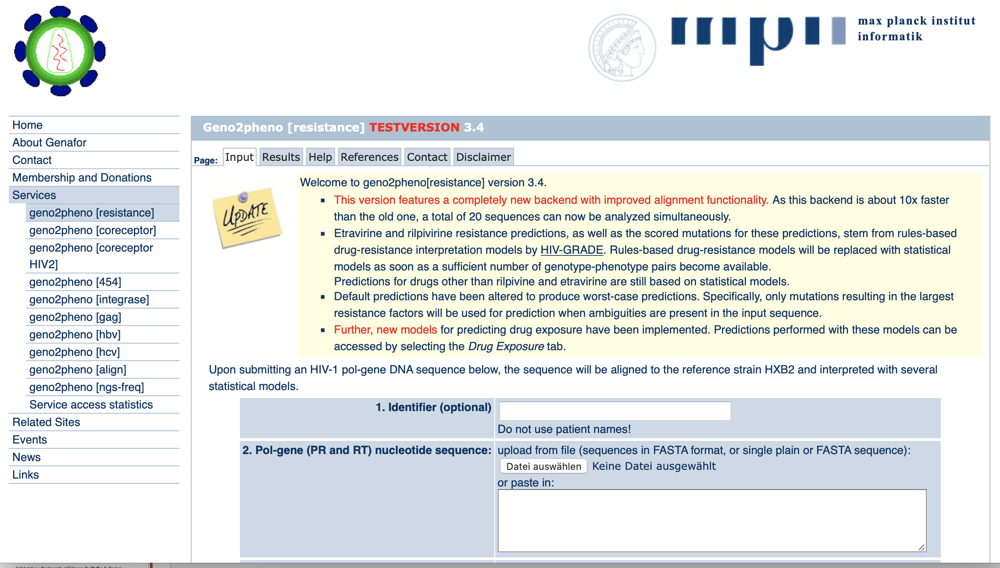 max planck institut
informatik
Home
About Genafor
Contact
Membership and Donations
Services
geno2pheno [resistance]
geno2pheno [coreceptor]
geno2pheno [coreceptor
HIV2]
geno2pheno [454]
geno2pheno [integrase]
geno2pheno [gag]
geno2pheno [hbv]
geno2pheno [hcv]
geno2pheno [align]
geno2pheno [ngs-freq]
Service access statistics
Related Sites
Events
News
Links
Geno2pheno [resistance] TESTVERSION 3.4
Page: Input Results Help References Contact Disclaimer
UPDATE
Welcome to geno2pheno[resistance] version 3.4.
▪ This version features a completely new backend with improved alignment functionality. As this backend is about 10x faster
than the old one, a total of 20 sequences can now be analyzed simultaneously.
▪ Etravirine and rilpivirine resistance predictions, as well as the scored mutations for these predictions, stem from rules-based
drug-resistance interpretation models by HIV-GRADE. Rules-based drug-resistance models will be replaced with statistical
models as soon as a sufficient number of genotype-phenotype pairs become available.
Predictions for drugs other than rilpivine and etravirine are still based on statistical models.
▪ Default predictions have been altered to produce worst-case predictions. Specifically, only mutations resulting in the largest
resistance factors will be used for prediction when ambiguities are present in the input sequence.
▪ Further, new models for predicting drug exposure have been implemented. Predictions performed with these models can be
accessed by selecting the Drug Exposure tab.
Upon submitting an HIV-1 pol-gene DNA sequence below, the sequence will be aligned to the reference strain HXB2 and interpreted with several
statistical models.
1. Identifier (optional)
Do not use patient names!
2. Pol-gene (PR and RT) nucleotide sequence: upload from file (sequences in FASTA format, or single plain or FASTA sequence):
Datei auswählen Keine Datei ausgewählt
or paste in: